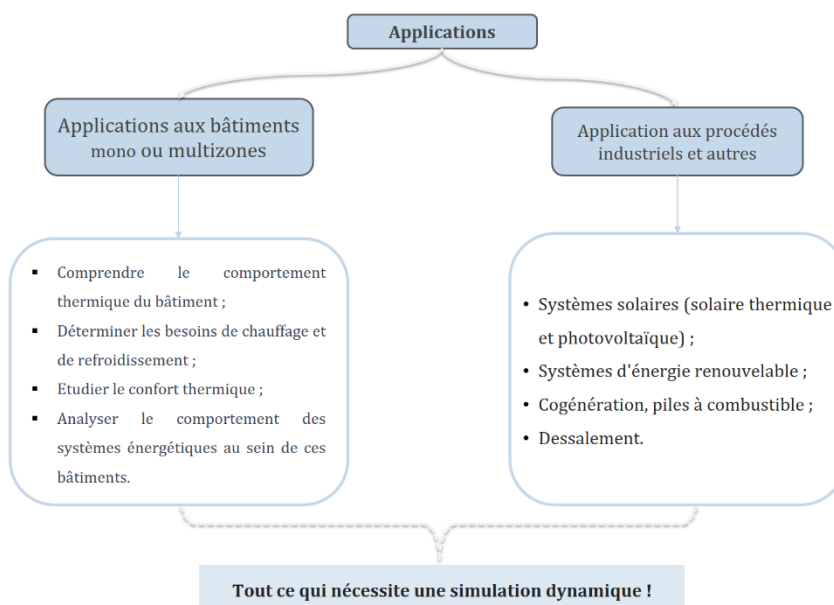 Applications
Applications aux bâtiments
mono ou multizones
Application aux procédés
industriels et autres
▪ Comprendre le comportement
thermique du bâtiment ;
▪ Déterminer les besoins de chauffage et
de refroidissement ;
▪ Etudier le confort thermique ;
▪ Analyser le comportement des
systèmes énergétiques au sein de ces
bâtiments.
• Systèmes solaires (solaire thermique
et photovoltaïque) ;
• Systèmes d'énergie renouvelable ;
• Cogénération, piles à combustible ;
• Dessalement.
Tout ce qui nécessite une simulation dynamique !